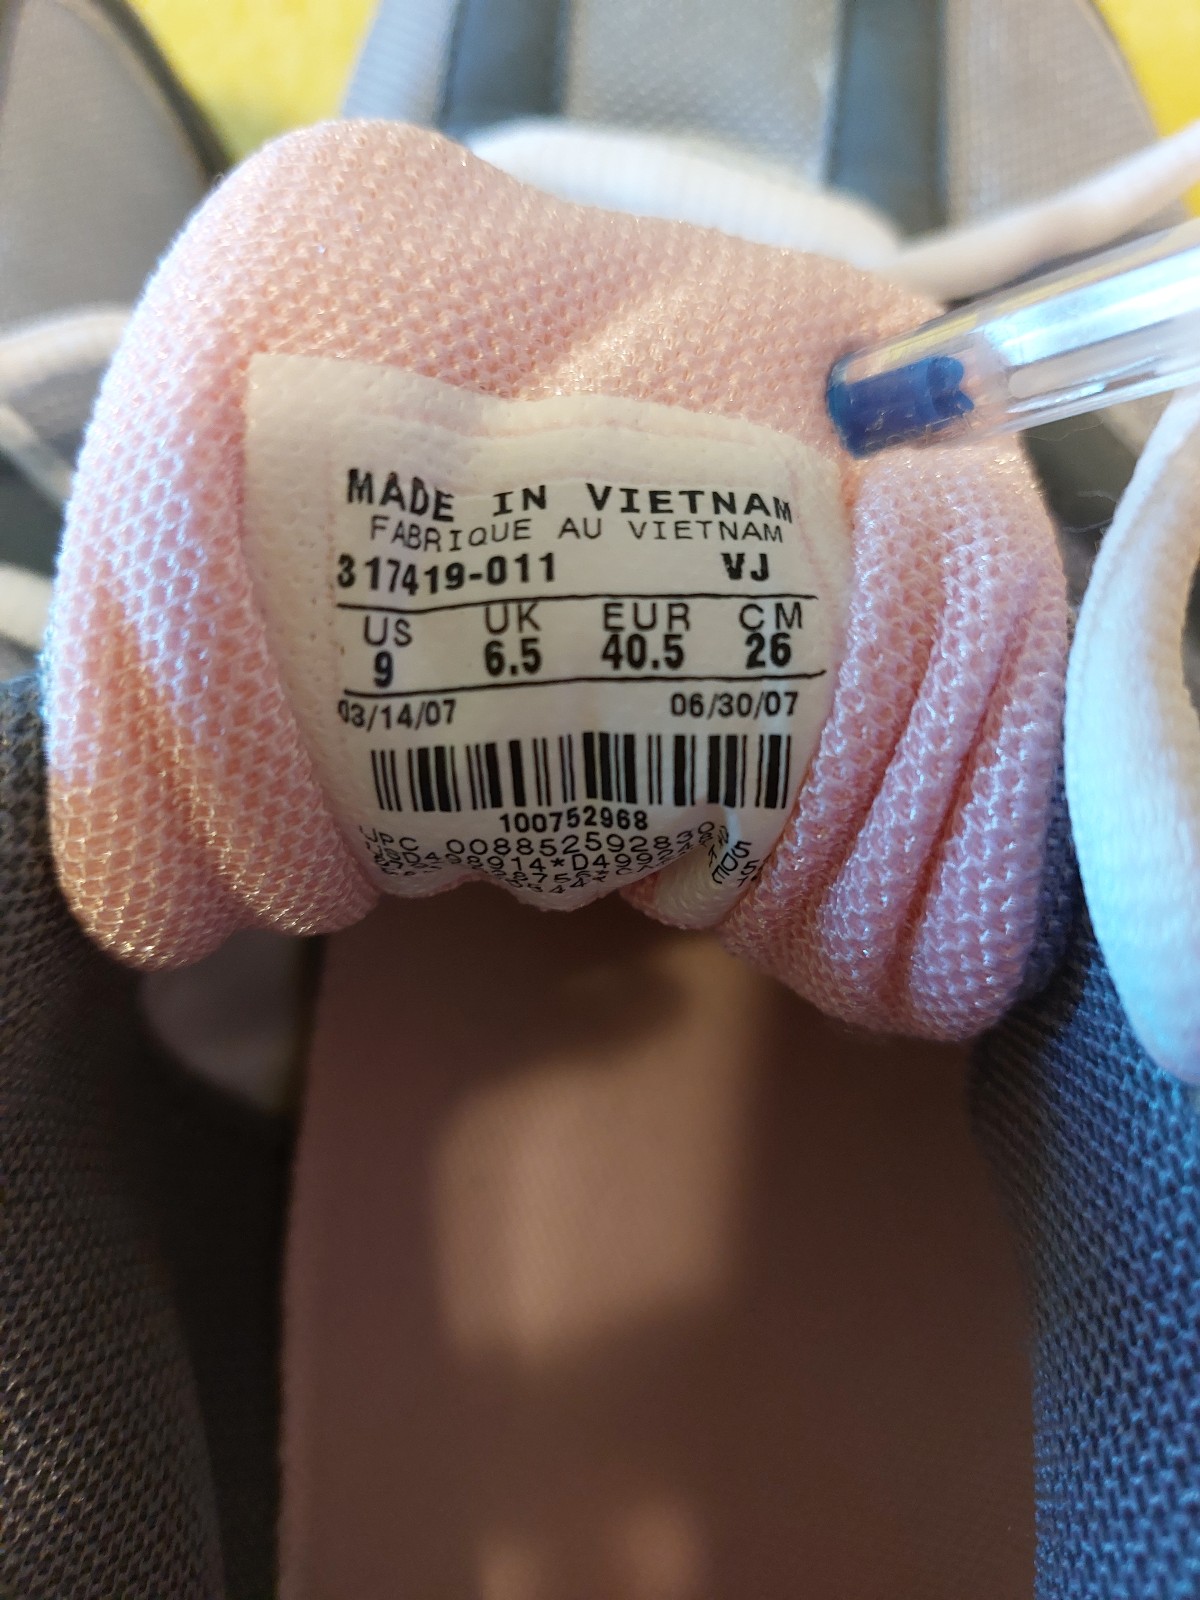 MADE IN VIETNAM
FABRIQUE AU VIETNAM
317419-011 VJ
US UK EUR CM
9 6.5 40.5 26
03/14/07 06/30/07
100752968
UPC 00885259283